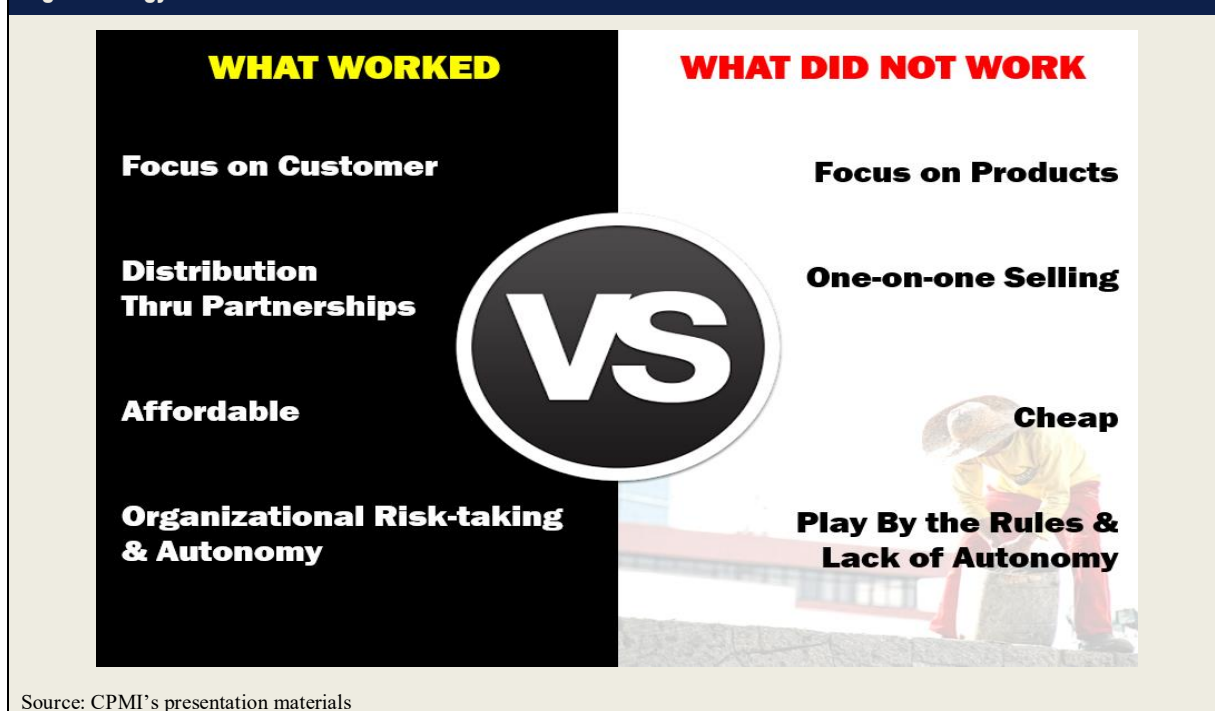 WHAT WORKED
Focus on Customer
Distribution
Thru Partnerships
Affordable
Organizational Risk-taking
& Autonomy
VS
WHAT DID NOT WORK
Focus on Products
One-on-one Selling
Cheap
Play By the Rules &
Lack of Autonomy
Source: CPMI’s presentation materials